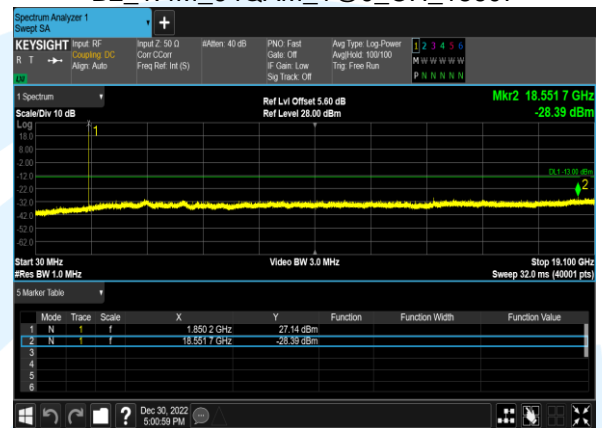 Spectrum Analyzer 1
Swept SA
KEYSIGHT
R T
LXI
Input: RF
Coupling: DC
Align: Auto
Input Z: 50 Ω
Corr CCorr
Freq Ref: Int (S)
#Atten: 40 dB
PNO: Fast
Gate: Off
IF Gain: Low
Sig Track: Off
Avg Type: Log-Power
Avg|Hold: 100/100
Trig: Free Run
1 2 3 4 5 6
M W W W W W
P N N N N N
1 Spectrum
Scale/Div 10 dB
Ref Lvl Offset 5.60 dB
Ref Level 28.00 dBm
Mkr2 18.551 7 GHz
-28.39 dBm
Log
18.0
8.00
-2.00
-12.0
-22.0
-32.0
-42.0
-52.0
-62.0
1
DL1 -13.00 dBm
2
Start 30 MHz
#Res BW 1.0 MHz
Video BW 3.0 MHz
Stop 19.100 GHz
Sweep 32.0 ms (40001 pts)
5 Marker Table
Mode Trace Scale X Y Function Function Width Function Value
1 N 1 f 1.850 2 GHz 27.14 dBm
2 N 1 f 18.551 7 GHz -28.39 dBm
3
4
5
6
?
Dec 30, 2022
5:00:59 PM